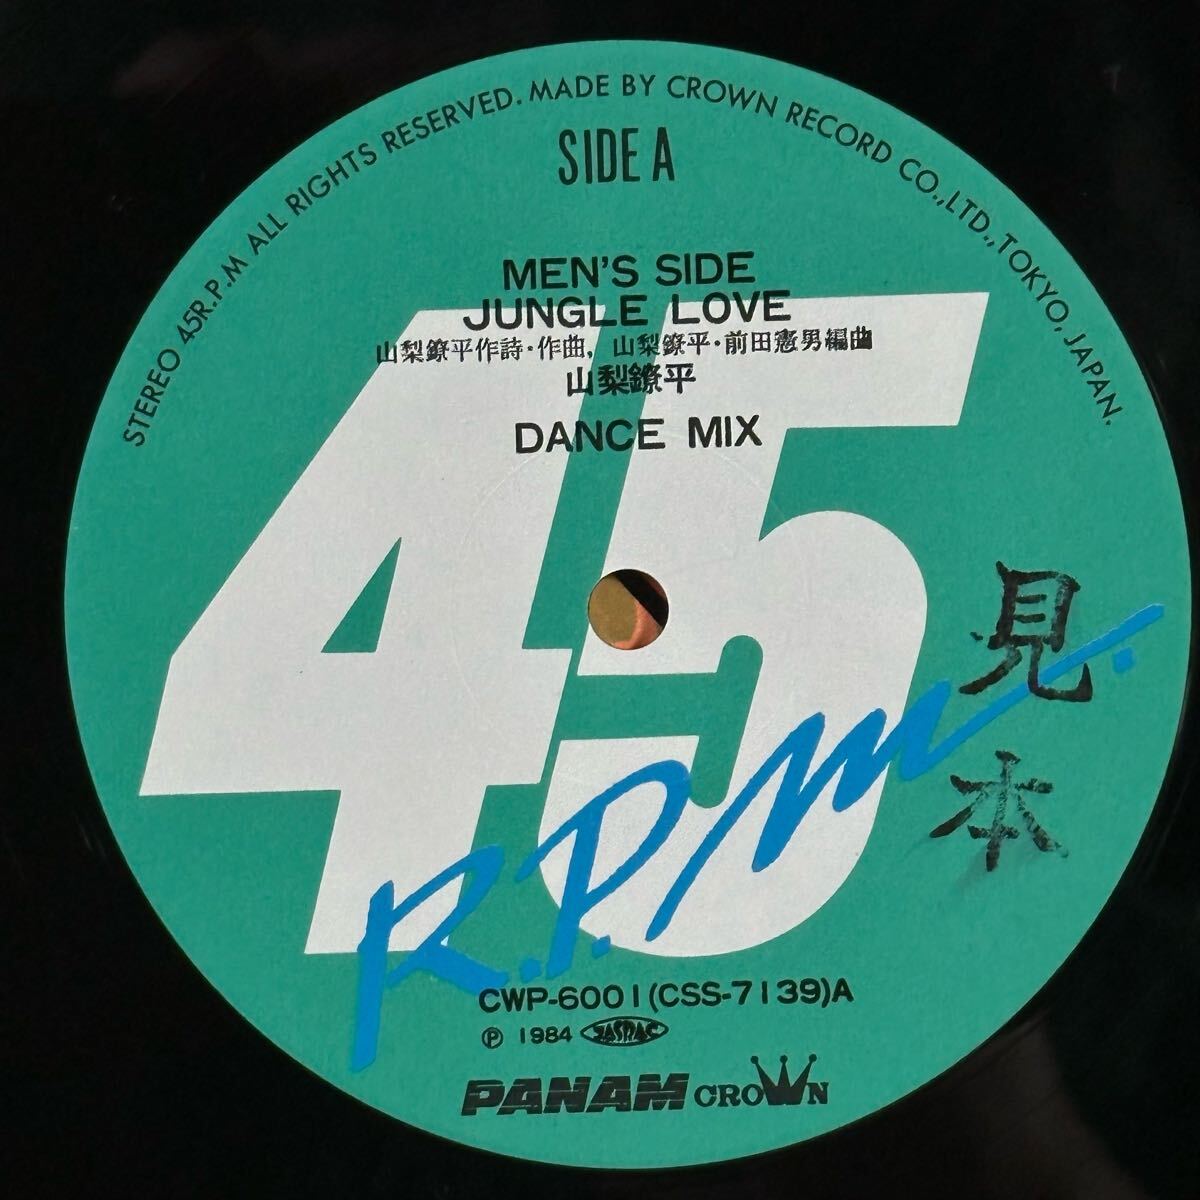 STEREO 45R.P.M ALL RIGHTS RESERVED. MADE BY CROWN RECORD CO.,LTD.,TOKYO, JAPAN.
SIDE A
MEN'S SIDE
JUNGLE LOVE
山梨鐐平作詩・作曲, 山梨鐐平・前田憲男編曲
山梨鐐平
DANCE MIX
45
R.P.M.
見本
CWP-6001(CSS-7139)A
Ⓟ 1984 JASRAC
PANAM CROWN